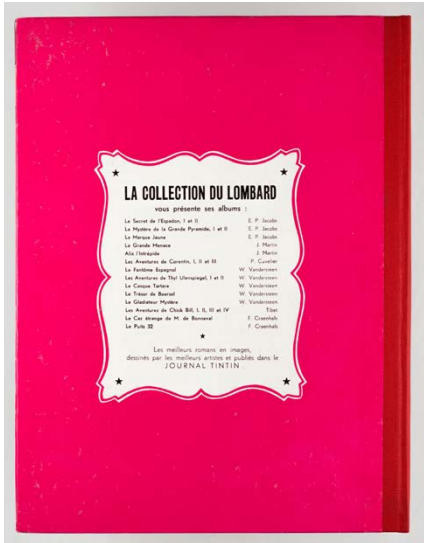 LA COLLECTION DU LOMBARD
vous présente ses albums :
Le Secret de l'Espadon, I et II E. P. Jacobs
Le Mystère de la Grande Pyramide, I et II E. P. Jacobs
La Marque Jaune E. P. Jacobs
La Grande Menace J. Martin
Alix l'Intrépide J. Martin
Les Aventures de Corentin, I, II et III P. Cuvelier
Le Fantôme Espagnol W. Vandersteen
Les Aventures de Thyl Ulenspiegel, I et II W. Vandersteen
Le Casque Tartare W. Vandersteen
Le Trésor de Beersel W. Vandersteen
Le Gladiateur Mystère W. Vandersteen
Les Aventures de Chick Bill, I, II, III et IV Tibet
Le Cas étrange de M. de Bonneval F. Craenhals
Le Puits 32 F. Craenhals
Les meilleurs romans en images,
dessinés par les meilleurs artistes et publiés dans le
JOURNAL TINTIN